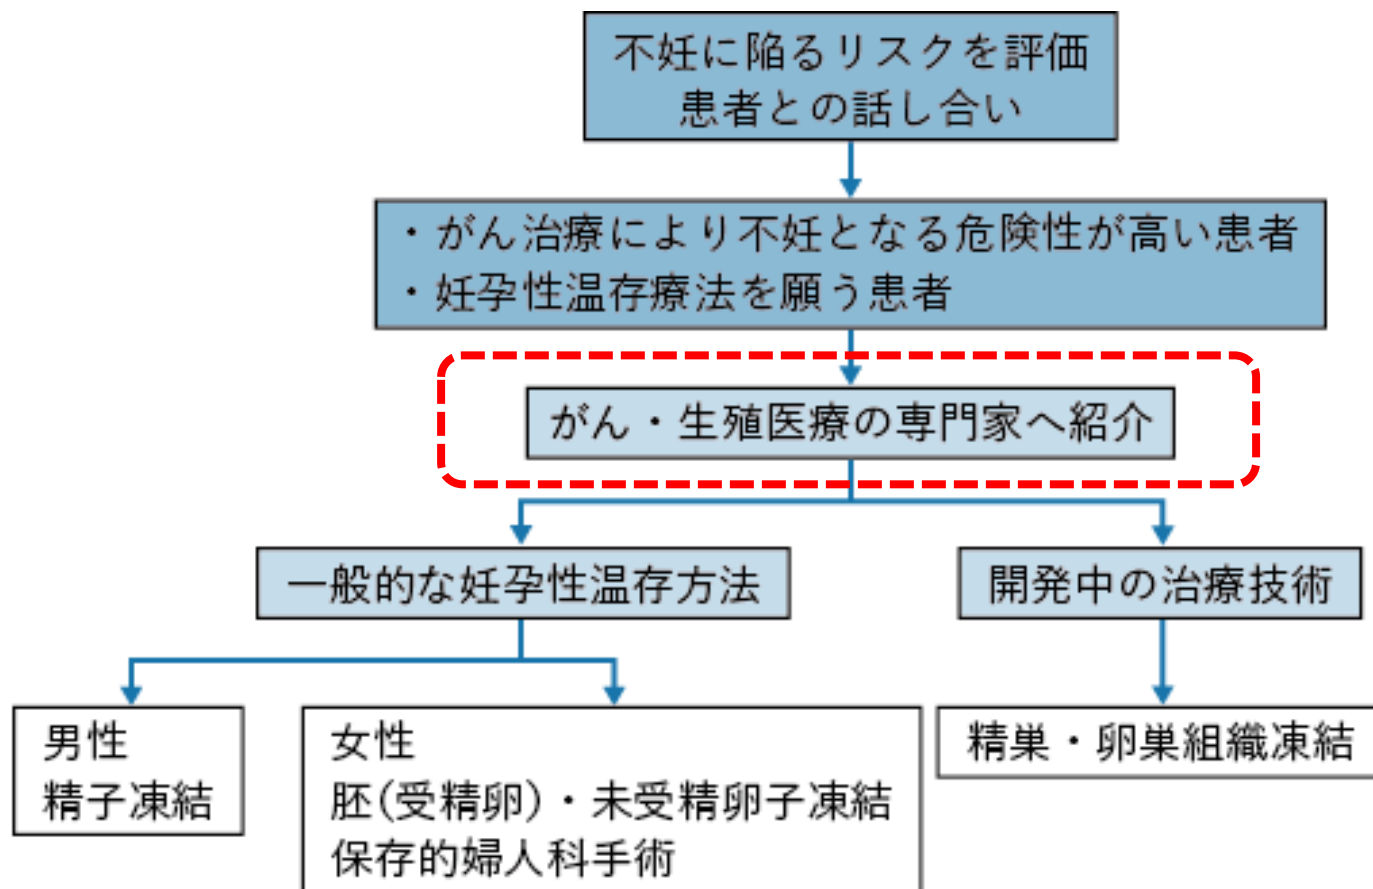 不妊に陥るリスクを評価
患者との話し合い
・がん治療により不妊となる危険性が高い患者
・妊孕性温存療法を願う患者
がん・生殖医療の専門家へ紹介
一般的な妊孕性温存方法
開発中の治療技術
男性
精子凍結
女性
胚(受精卵)・未受精卵子凍結
保存的婦人科手術
精巣・卵巣組織凍結